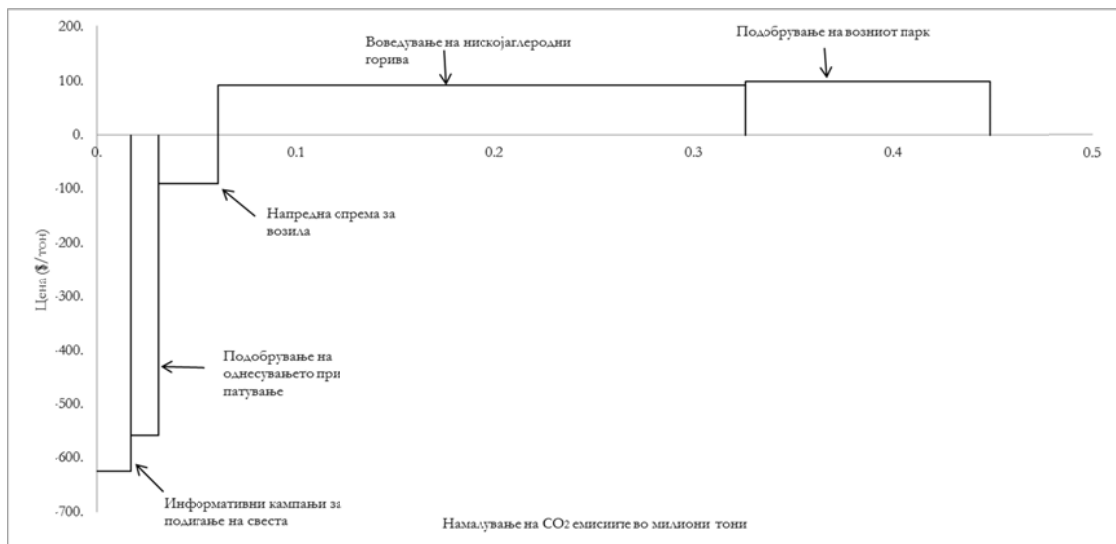 200.
Воведување на нискојаглеродни
горива
Подобрување на возниот парк
100.
0.
0. 0.1 0.2 0.3 0.4 0.5
-100.
Напредна спрема за
возила
-200.
Цена ($/тон)
-300.
-400.
Подобрување на
однесувањето при
патување
-500.
-600.
Информативни кампањи за
подигање на свеста
-700.
Намалување на CO2 емисиите во милиони тони